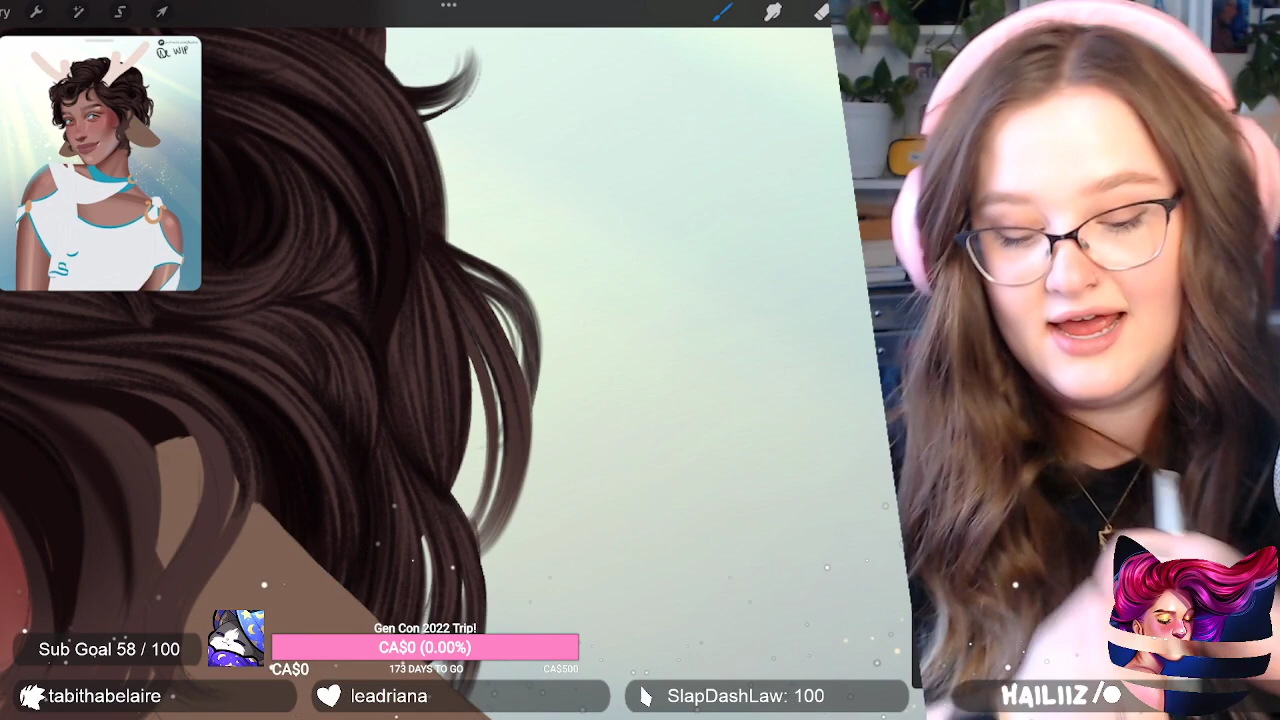 ry
WIP
Gen Con 2022 Trip!
Sub Goal 58 / 100
CA$0 (0.00%)
CA$0
173 DAYS TO GO
CA$500
tabithabelaire
leadriana
SlapDashLaw: 100
HAILIIZ /